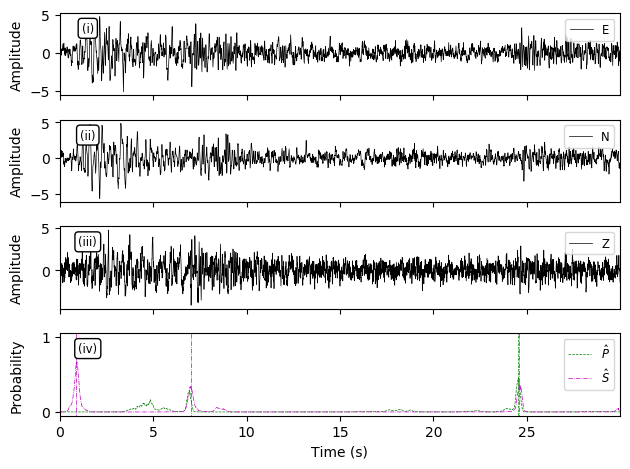 5
0
−5
Amplitude
(i)
E
5
0
−5
Amplitude
(ii)
N
5
0
Amplitude
(iii)
Z
1
0
Probability
(iv)
P̂
Ŝ
0 5 10 15 20 25
Time (s)